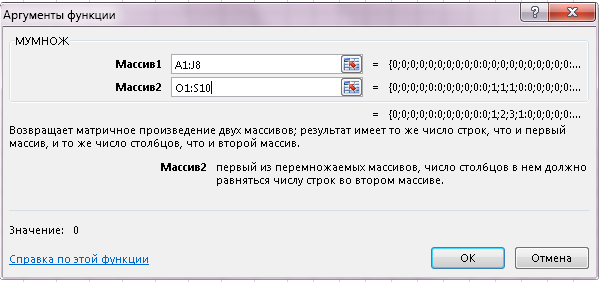 Аргументы функции
МУМНОЖ
Массив1 A1:J8 = {0;0;0;0;0;0;0;0;0;0:0;0;0;0;0;0;0;0;0:...
Массив2 O1:S10 = {0;0;0;0;0:0;0;0;0;0:0;1;1;1;0:0;0;0;0;0:...
= {0;0;0;0;0:0;0;0;0;0:0;1;2;3;1:0;0;0;0;0:...
Возвращает матричное произведение двух массивов; результат имеет то же число строк, что и первый
массив, и то же число столбцов, что и второй массив.
Массив2 первый из перемножаемых массивов, число столбцов в нем должно
равняться числу строк во втором массиве.
Значение: 0
Справка по этой функции
ОК
Отмена